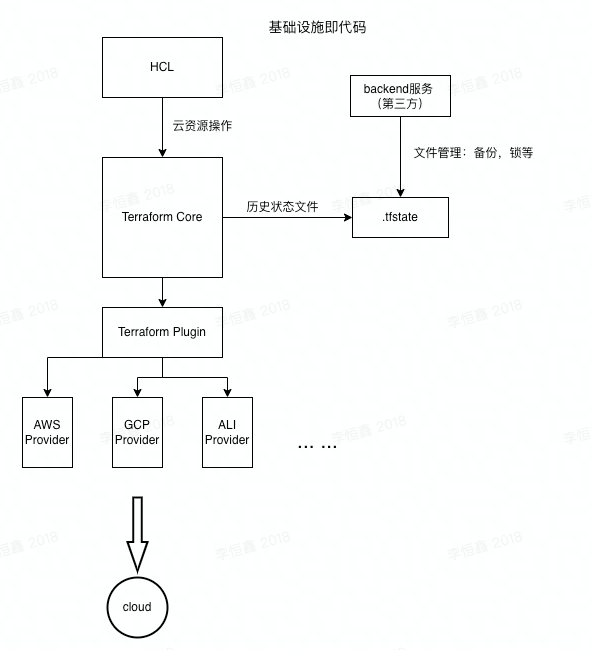 基础设施即代码
HCL
backend服务
（第三方）
云资源操作
文件管理：备份，锁等
Terraform Core
历史状态文件
.tfstate
Terraform Plugin
AWS
Provider
GCP
Provider
ALI
Provider
... ...
cloud
李恒鑫 2018